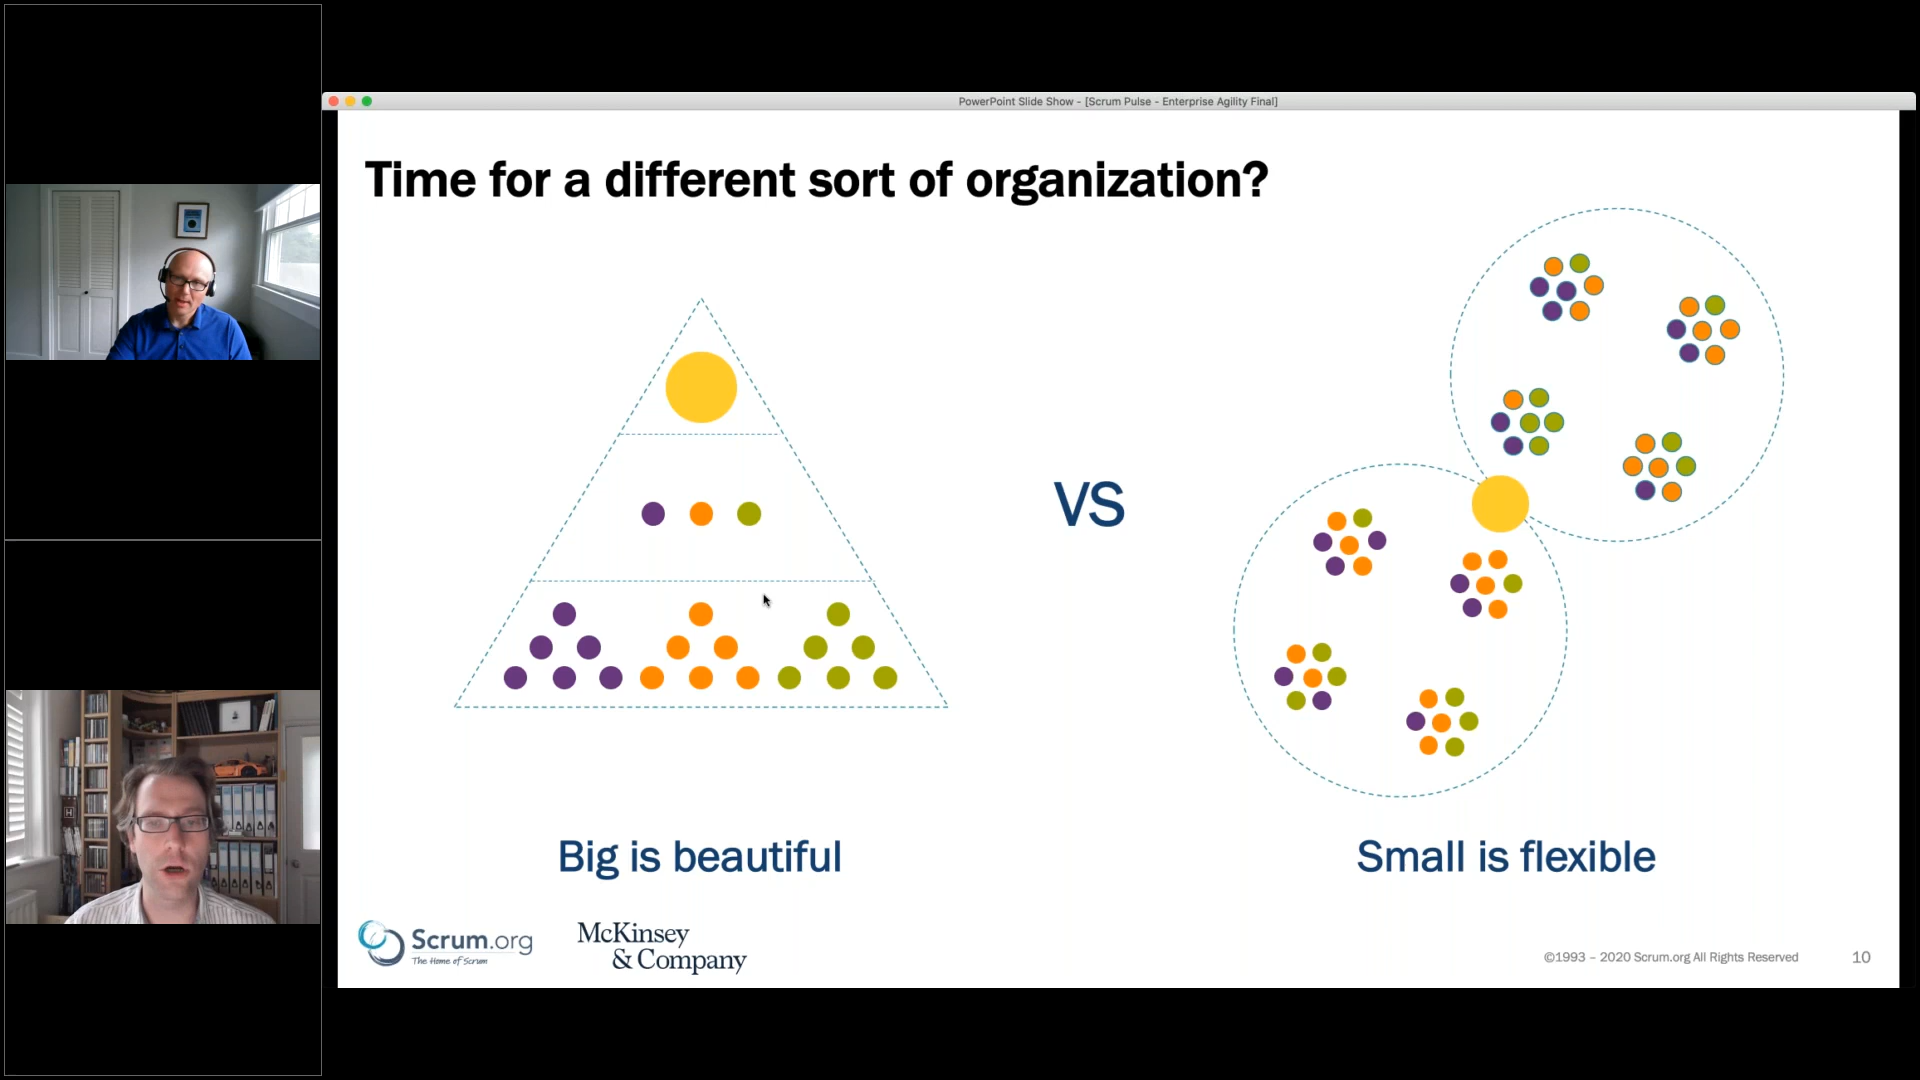 PowerPoint Slide Show - [Scrum Pulse - Enterprise Agility Final]
Time for a different sort of organization?
VS
Big is beautiful
Small is flexible
Scrum.org
The Home of Scrum
McKinsey
& Company
©1993 – 2020 Scrum.org All Rights Reserved
10